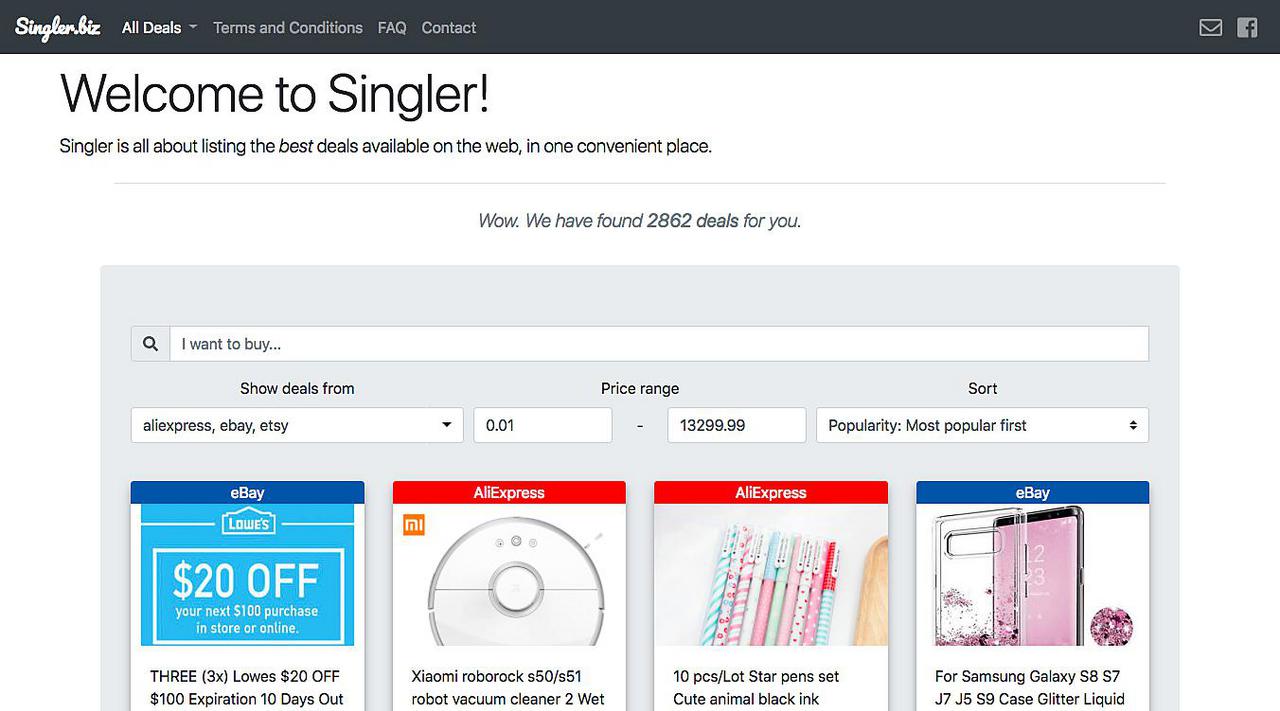 Singler.biz All Deals Terms and Conditions FAQ Contact
Welcome to Singler!
Singler is all about listing the best deals available on the web, in one convenient place.
Wow. We have found 2862 deals for you.
I want to buy...
Show deals from Price range Sort
aliexpress, ebay, etsy 0.01 - 13299.99 Popularity: Most popular first
eBay
LOWE'S
$20 OFF
your next $100 purchase
in store or online.
THREE (3x) Lowes $20 OFF
$100 Expiration 10 Days Out
AliExpress
mi
Xiaomi roborock s50/s51
robot vacuum cleaner 2 Wet
AliExpress
10 pcs/Lot Star pens set
Cute animal black ink
eBay
12
23
For Samsung Galaxy S8 S7
J7 J5 S9 Case Glitter Liquid